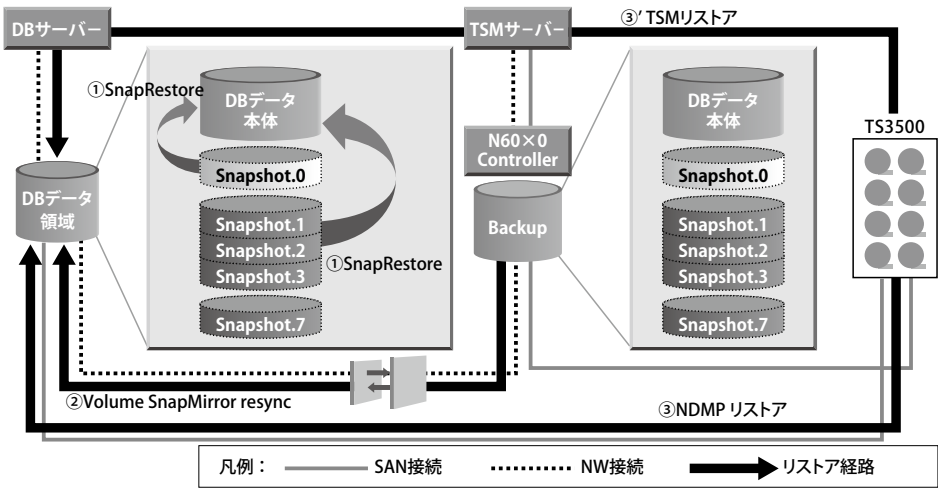 ③’ TSMリストア
DBサーバー
TSMサーバー
①SnapRestore
DBデータ
本体
DBデータ
本体
N60×0
Controller
TS3500
Snapshot.0
Snapshot.0
DBデータ
領域
Snapshot.1
Snapshot.2
Snapshot.3
Backup
Snapshot.1
Snapshot.2
Snapshot.3
①SnapRestore
Snapshot.7
Snapshot.7
②Volume SnapMirror resync
③NDMP リストア
凡例：
SAN接続
NW接続
リストア経路